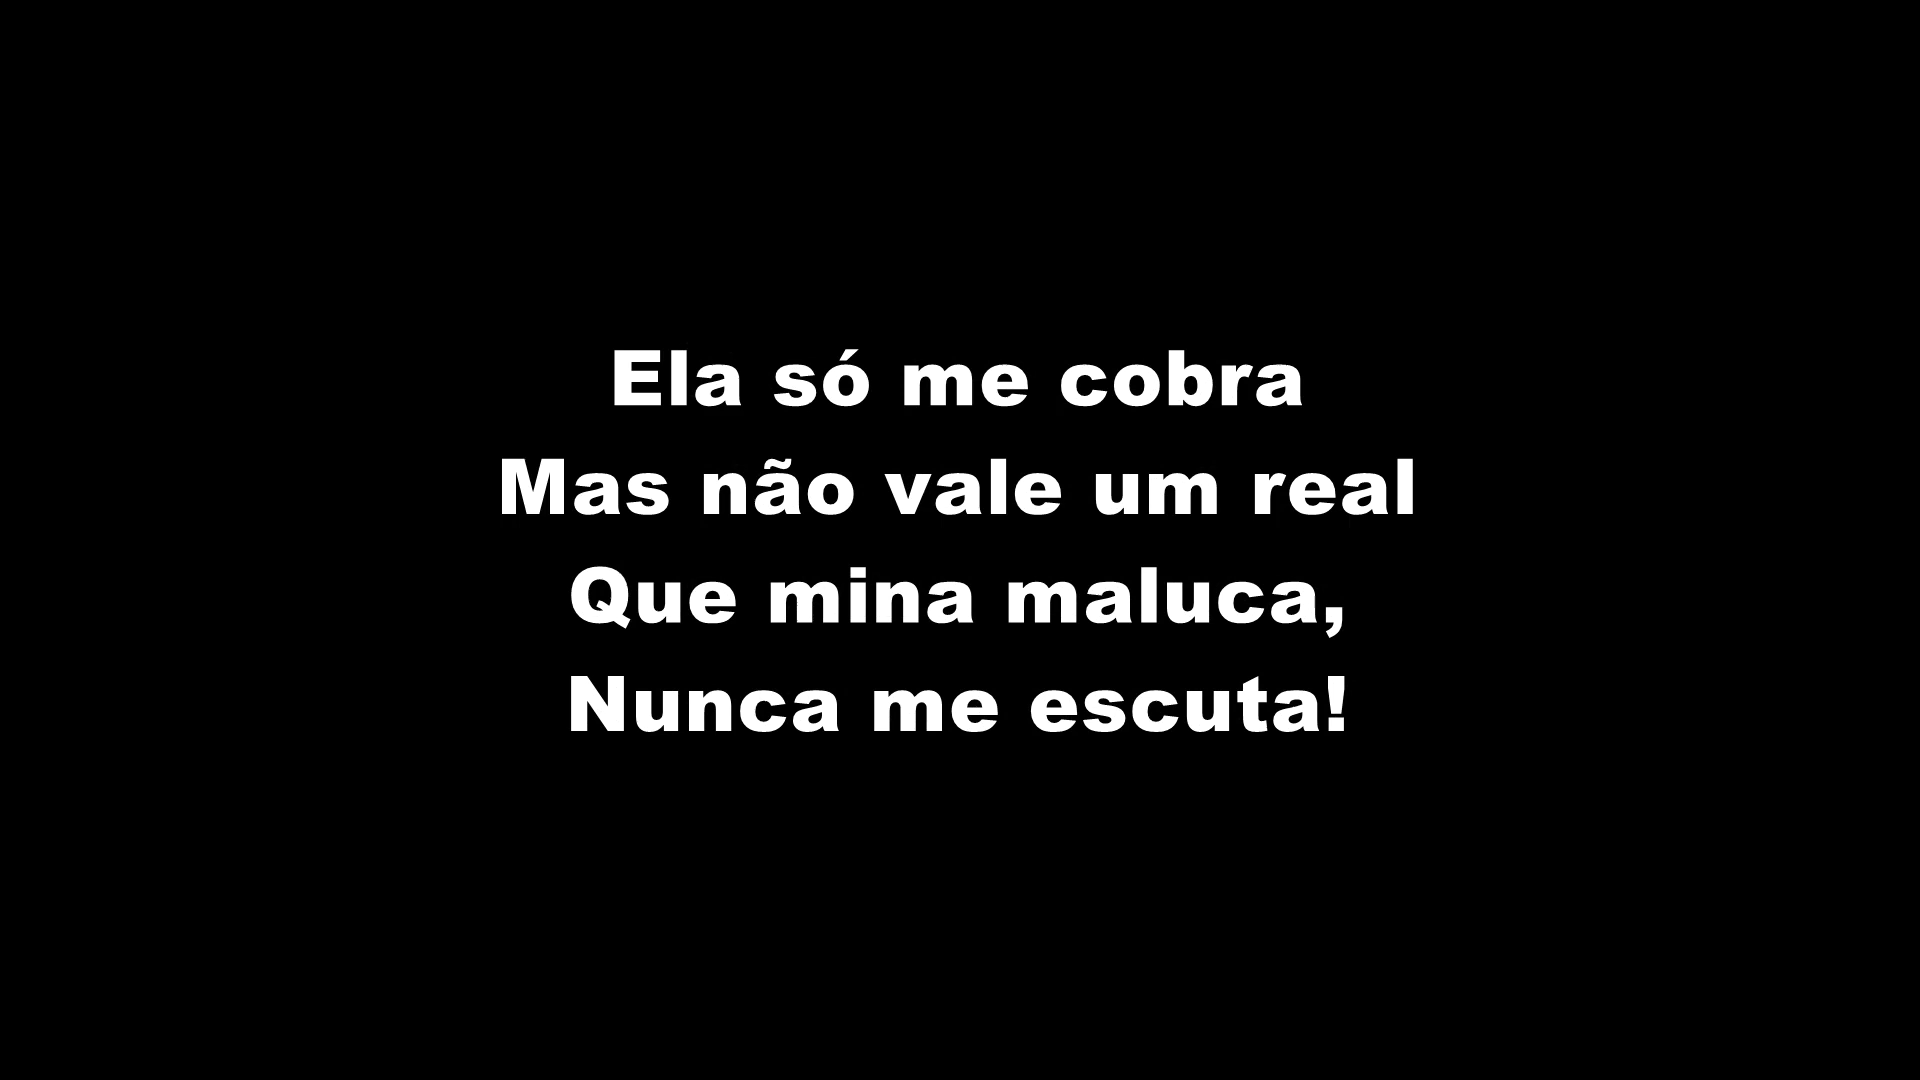 Ela só me cobra
Mas não vale um real
Que mina maluca,
Nunca me escuta!